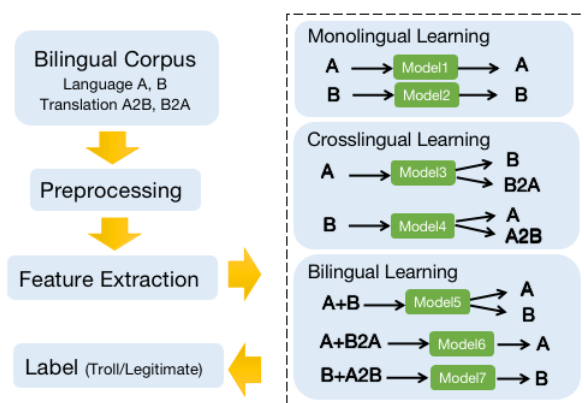 Bilingual Corpus
Language A, B
Translation A2B, B2A
Preprocessing
Feature Extraction
Label (Troll/Legitimate)
Monolingual Learning
A Model1 A
B Model2 B
Crosslingual Learning
A Model3 B
B2A
B Model4 A
A2B
Bilingual Learning
A+B Model5 A
B
A+B2A Model6 A
B+A2B Model7 B